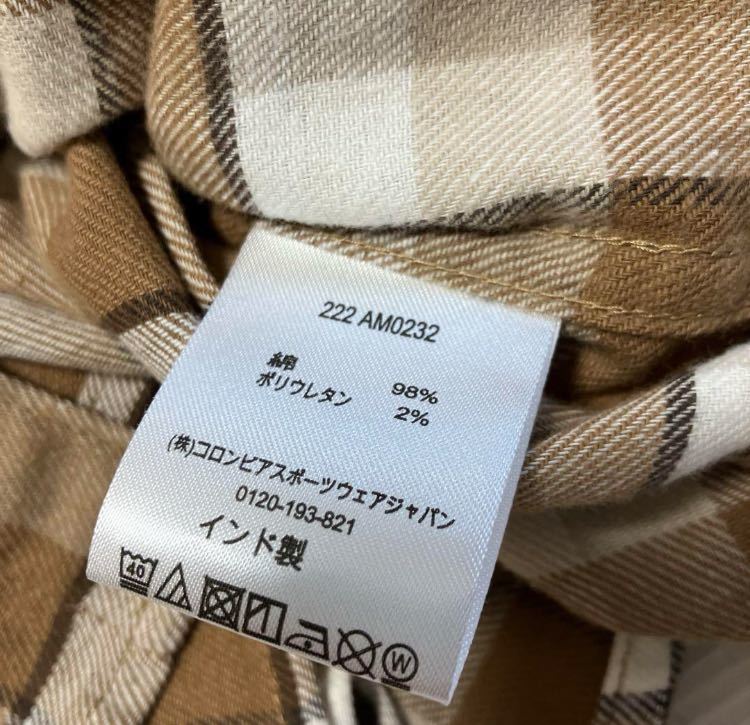 222 AM0232
綿 98%
ポリウレタン 2%
(株)コロンビアスポーツウェアジャパン
0120-193-821
インド製
40 W